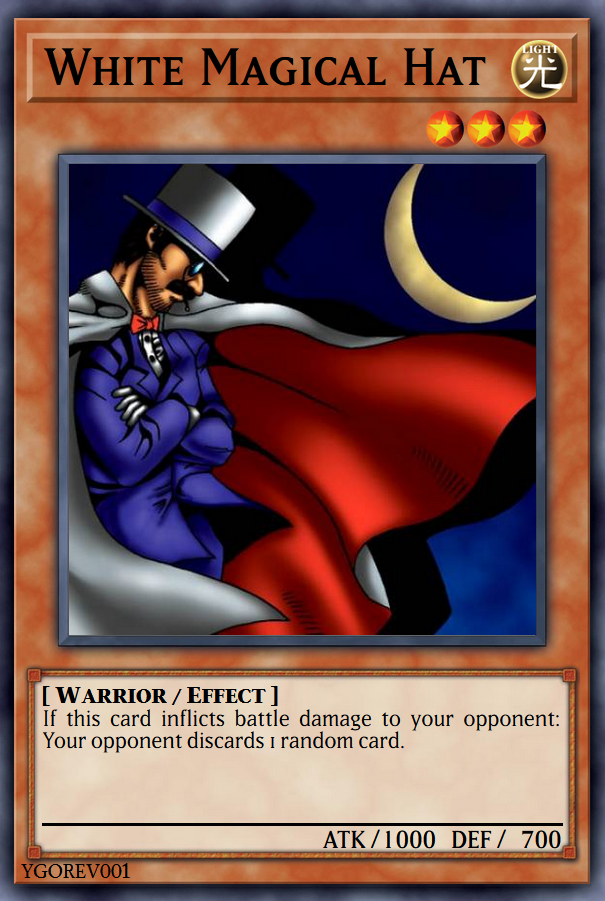 White Magical Hat
LIGHT
光
[ Warrior / Effect ]
If this card inflicts battle damage to your opponent:
Your opponent discards 1 random card.
ATK / 1000 DEF / 700
YGOREV001